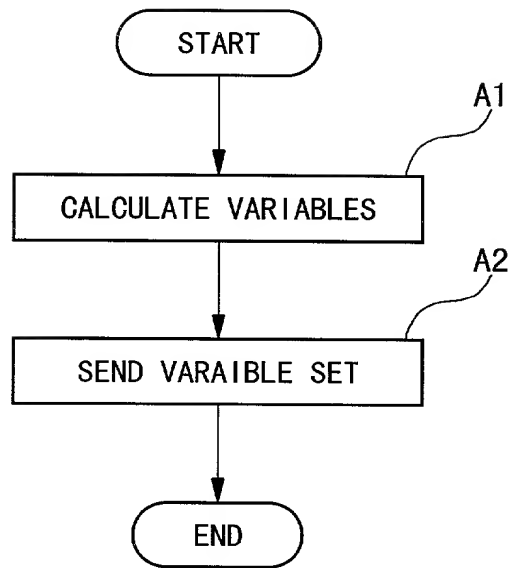 START
A1
CALCULATE VARIABLES
A2
SEND VARAIBLE SET
END